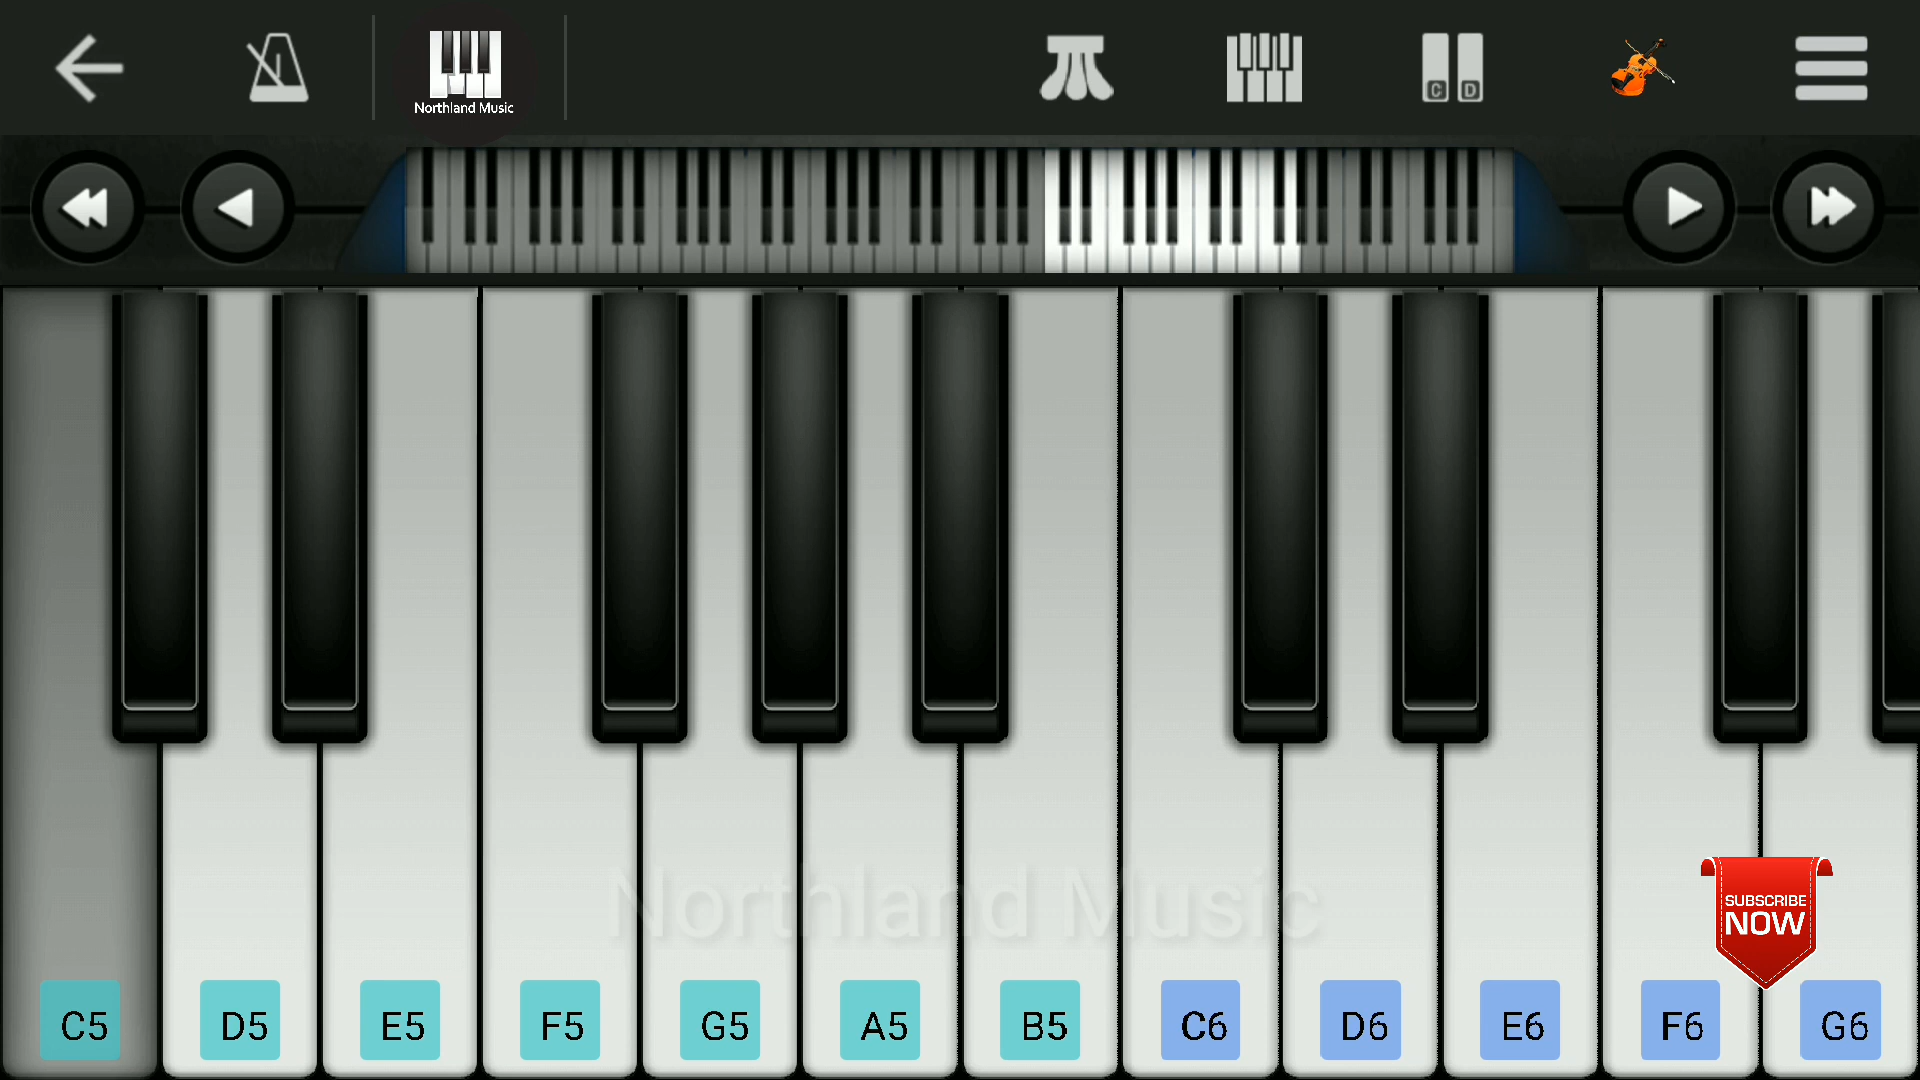 Northland Music
C D
Northland Music
SUBSCRIBE
NOW
C5 D5 E5 F5 G5 A5 B5 C6 D6 E6 F6 G6